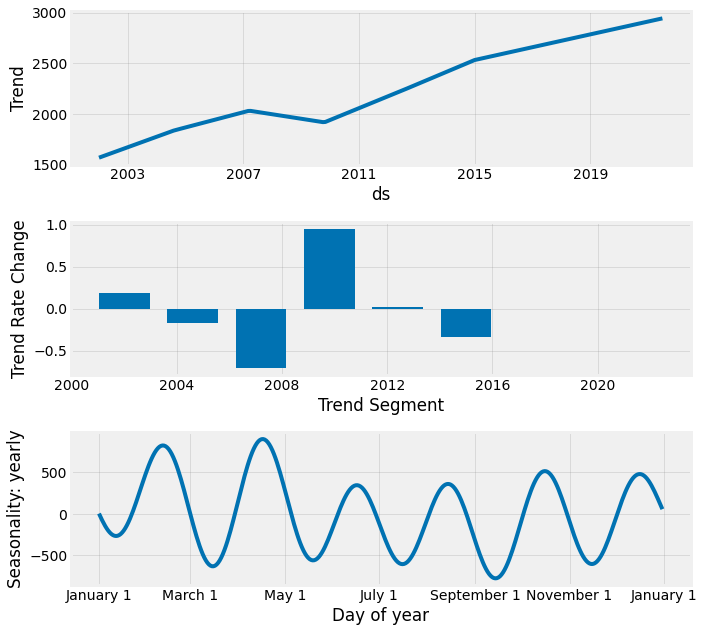 3000
2500
2000
1500
Trend
2003 2007 2011 2015 2019
ds
1.0
0.5
0.0
−0.5
Trend Rate Change
2000 2004 2008 2012 2016 2020
Trend Segment
500
0
−500
Seasonality: yearly
January 1 March 1 May 1 July 1 September 1 November 1 January 1
Day of year